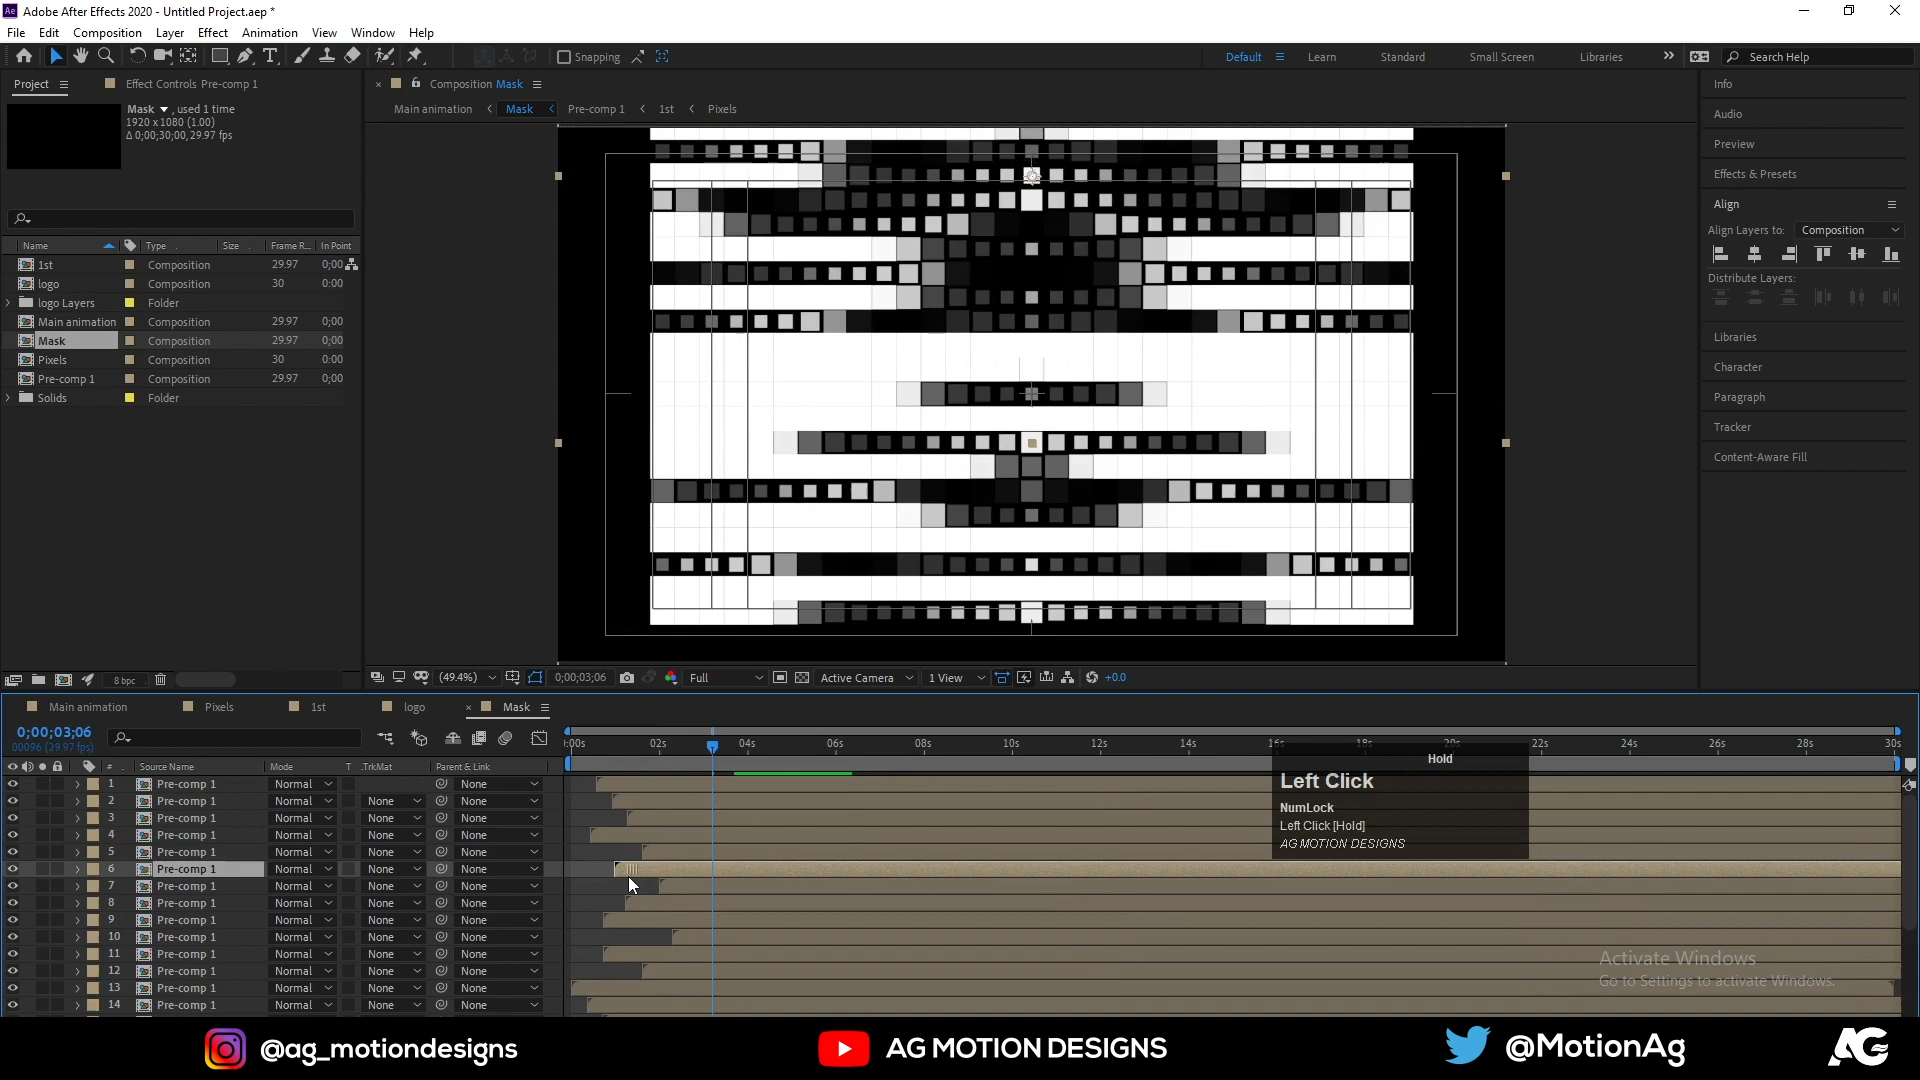 Ae Adobe After Effects 2020 - Untitled Project.aep *
File Edit Composition Layer Effect Animation View Window Help
Snapping Default Learn Standard Small Screen Libraries Search Help
Project Effect Controls Pre-comp 1
Composition Mask
Main animation Mask Pre-comp 1 1st Pixels
Mask , used 1 time
1920 x 1080 (1.00)
Δ 0;00;30;00, 29.97 fps
Name Type Size Frame R... In Point
1st Composition 29.97 0;00
logo Composition 30 0:00
logo Layers Folder
Main animation Composition 29.97 0;00
Mask Composition 29.97 0;00
Pixels Composition 30 0:00
Pre-comp 1 Composition 29.97 0;00
Solids Folder
8 bpc
(49.4%) 0;00;03;06 Full Active Camera 1 View +0.0
Info
Audio
Preview
Effects & Presets
Align
Align Layers to: Composition
Distribute Layers:
Libraries
Character
Paragraph
Tracker
Content-Aware Fill
Main animation Pixels 1st logo Mask
0;00;03;06
00096 (29.97 fps)
:00s 02s 04s 06s 08s 10s 12s 14s 16s 18s 20s 22s 24s 26s 28s 30s
# Source Name Mode T .TrkMat Parent & Link
1 Pre-comp 1 Normal None
2 Pre-comp 1 Normal None None
3 Pre-comp 1 Normal None None
4 Pre-comp 1 Normal None None
5 Pre-comp 1 Normal None None
6 Pre-comp 1 Normal None None
7 Pre-comp 1 Normal None None
8 Pre-comp 1 Normal None None
9 Pre-comp 1 Normal None None
10 Pre-comp 1 Normal None None
11 Pre-comp 1 Normal None None
12 Pre-comp 1 Normal None None
13 Pre-comp 1 Normal None None
14 Pre-comp 1 Normal None None
Hold
Left Click
NumLock
Left Click [Hold]
AG MOTION DESIGNS
Activate Windows
Go to Settings to activate Windows.
@ag_motiondesigns AG MOTION DESIGNS @MotionAg AG